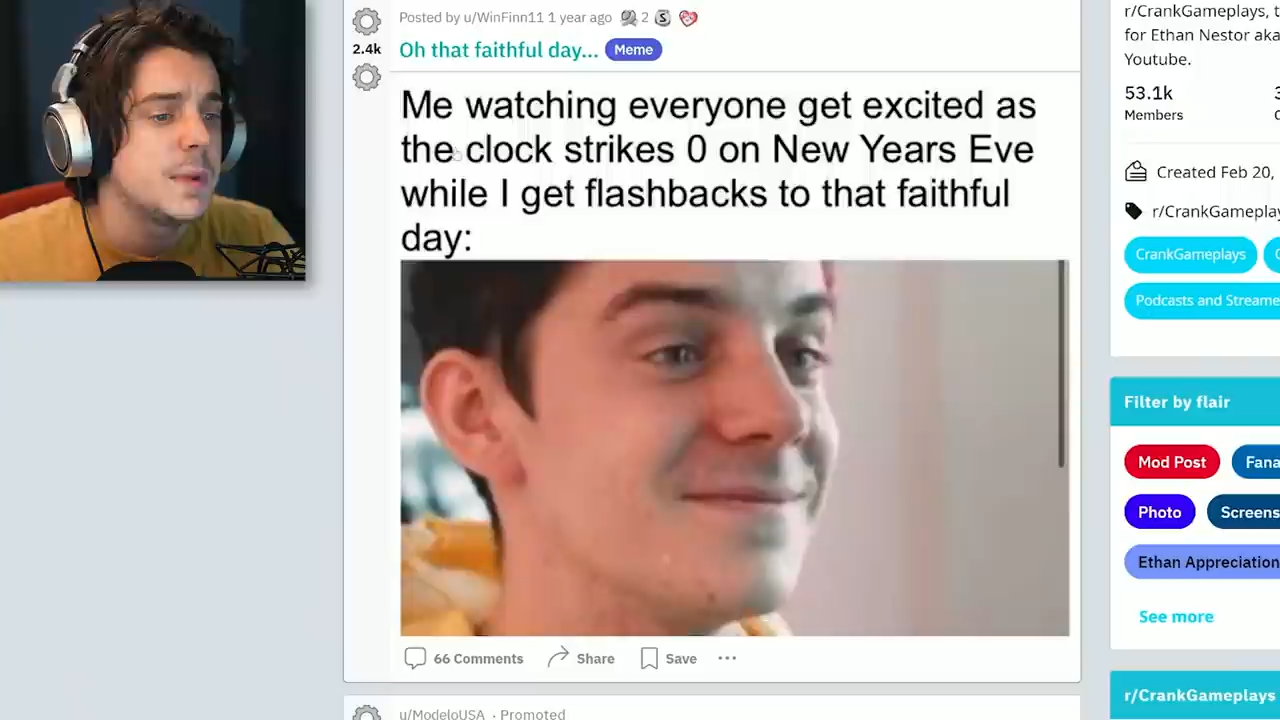 Posted by u/WinFinn11 1 year ago 2
2.4k
Oh that faithful day... Meme
Me watching everyone get excited as
the clock strikes 0 on New Years Eve
while I get flashbacks to that faithful
day:
66 Comments Share Save ...
u/ModeloUSA · Promoted
r/CrankGameplays, t
for Ethan Nestor aka
Youtube.
53.1k
Members
Created Feb 20,
r/CrankGameplay
CrankGameplays
Podcasts and Streame
Filter by flair
Mod Post Fana
Photo Screens
Ethan Appreciation
See more
r/CrankGameplays